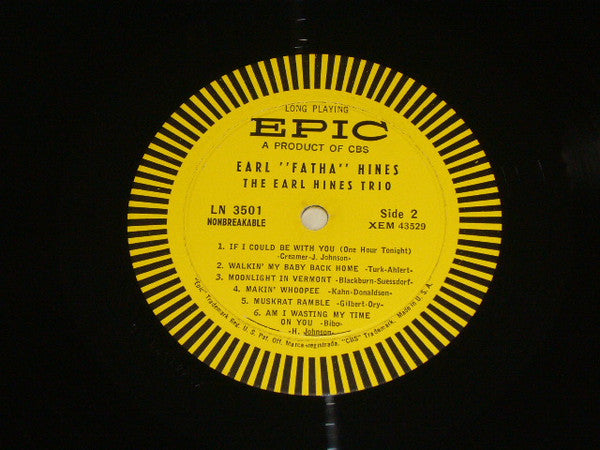 LONG PLAYING
EPIC
A PRODUCT OF CBS
EARL "FATHA" HINES
THE EARL HINES TRIO
LN 3501
NONBREAKABLE
Side 2
XEM 43529
1. IF I COULD BE WITH YOU (One Hour Tonight)
-Creamer-J. Johnson-
2. WALKIN' MY BABY BACK HOME -Turk-Ahlert-
3. MOONLIGHT IN VERMONT -Blackburn-Suessdorf-
4. MAKIN' WHOOPEE -Kahn-Donaldson-
5. MUSKRAT RAMBLE -Gilbert-Ory-
6. AM I WASTING MY TIME
ON YOU -Bibo-
-H. Johnson-
"Epic" Trademark Reg. U. S. Pat. Off. Marca registrada. "CBS" Trademark. Made in U. S. A.